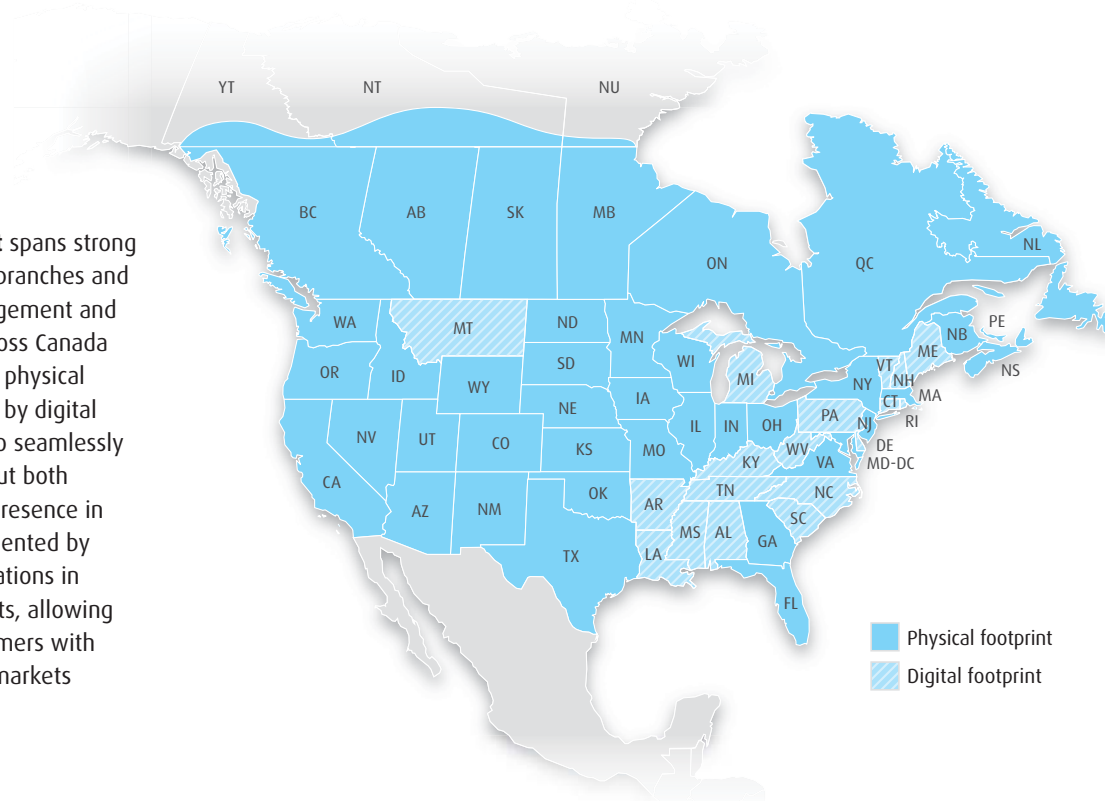 : spans strong
branches and
gement and
oss Canada
physical
by digital
o seamlessly
ut both
resence in
ented by
ations in
ts, allowing
mers with
markets
YT
NT
NU
BC
AB
SK
MB
ON
QC
NL
PE
NB
NS
WA
MT
ND
MN
OR
ID
WY
SD
WI
MI
NY
VT
NH
ME
MA
CT
RI
NE
IA
IL
IN
OH
PA
NJ
NV
UT
CO
KS
MO
KY
WV
VA
DE
MD-DC
CA
AZ
NM
OK
AR
TN
NC
SC
TX
LA
MS
AL
GA
FL
Physical footprint
Digital footprint